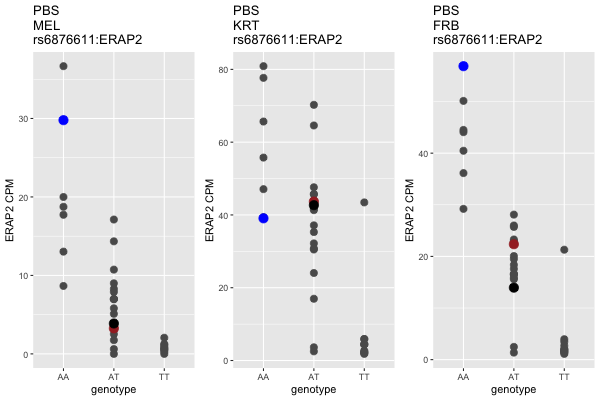 PBS
MEL
rs6876611:ERAP2
30
20
10
0
ERAP2 CPM
AA
AT
TT
genotype
PBS
KRT
rs6876611:ERAP2
80
60
40
20
0
ERAP2 CPM
AA
AT
TT
genotype
PBS
FRB
rs6876611:ERAP2
40
20
0
ERAP2 CPM
AA
AT
TT
genotype